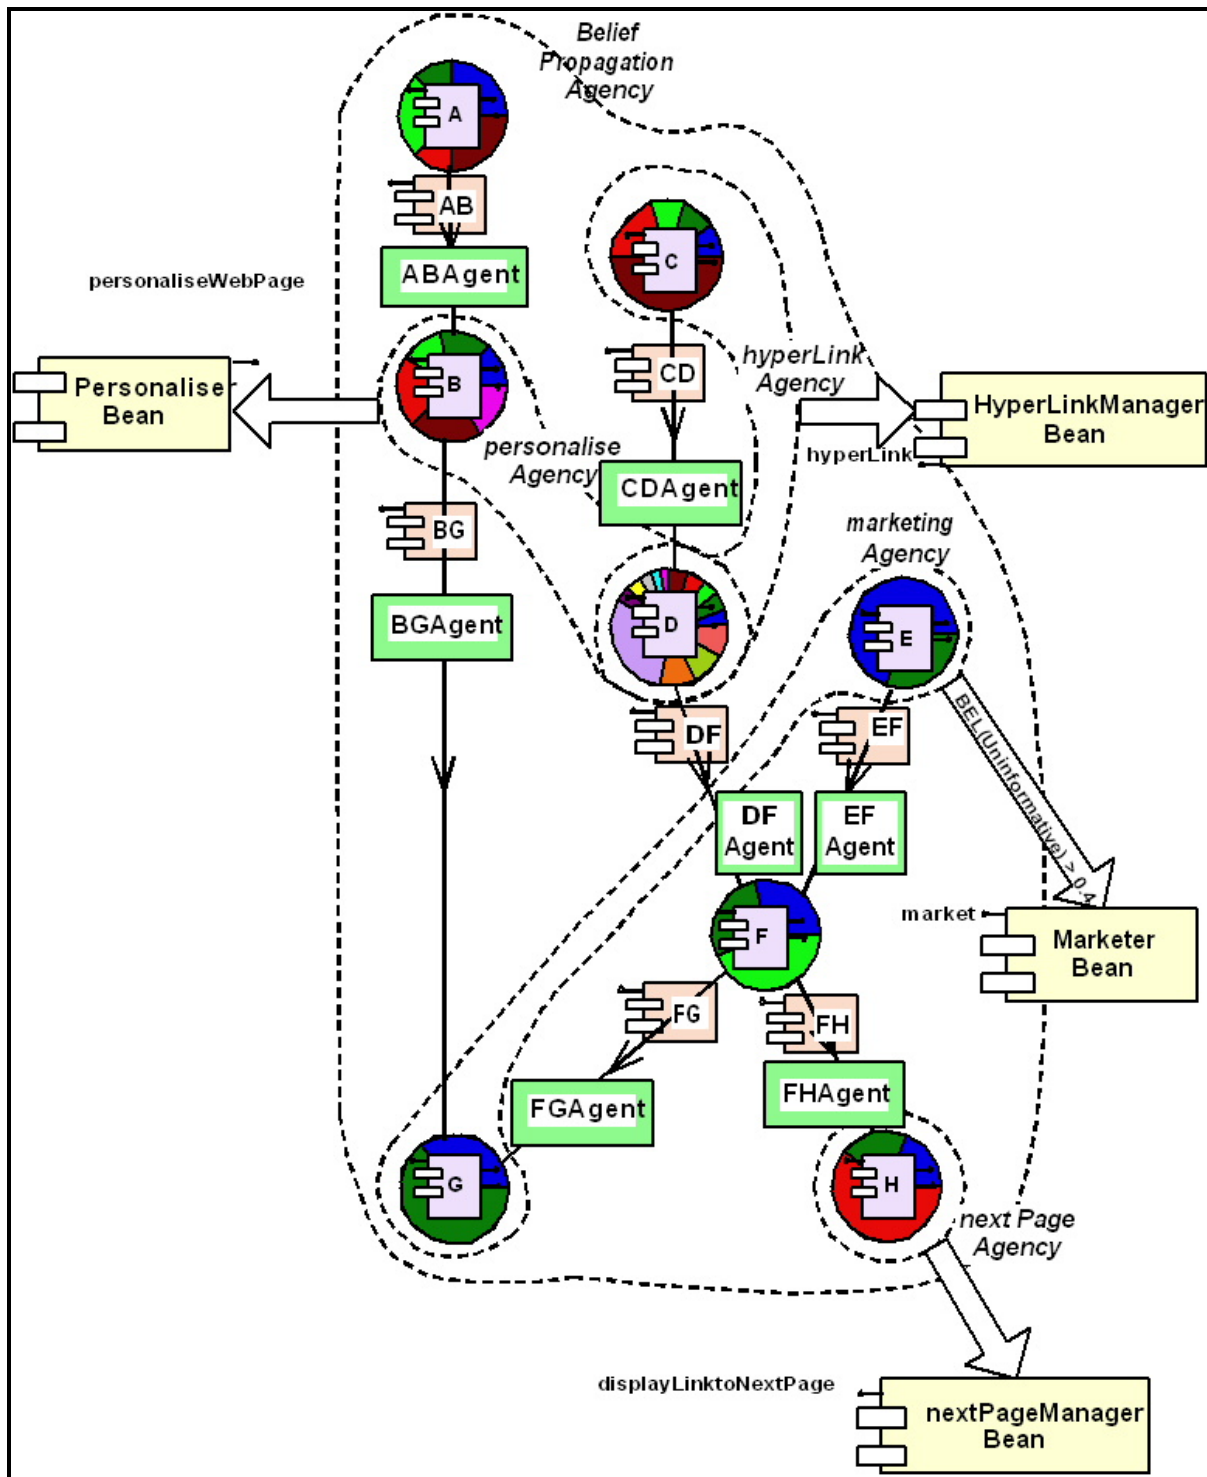 Belief
Propagation
Agency
A
AB
ABAgent
C
personaliseWebPage
CD
hyperLink
Agency
Personalise
Bean
B
HyperLinkManager
Bean
personalise
Agency
hyperLink
CDAgent
BG
marketing
Agency
BGAgent
D
E
DF
EF
BEL(Uninformative) > 0.4
DF
Agent
EF
Agent
market
Marketer
Bean
F
FG
FH
FGAgent
FHAgent
G
H
next Page
Agency
displayLinktoNextPage
nextPageManager
Bean